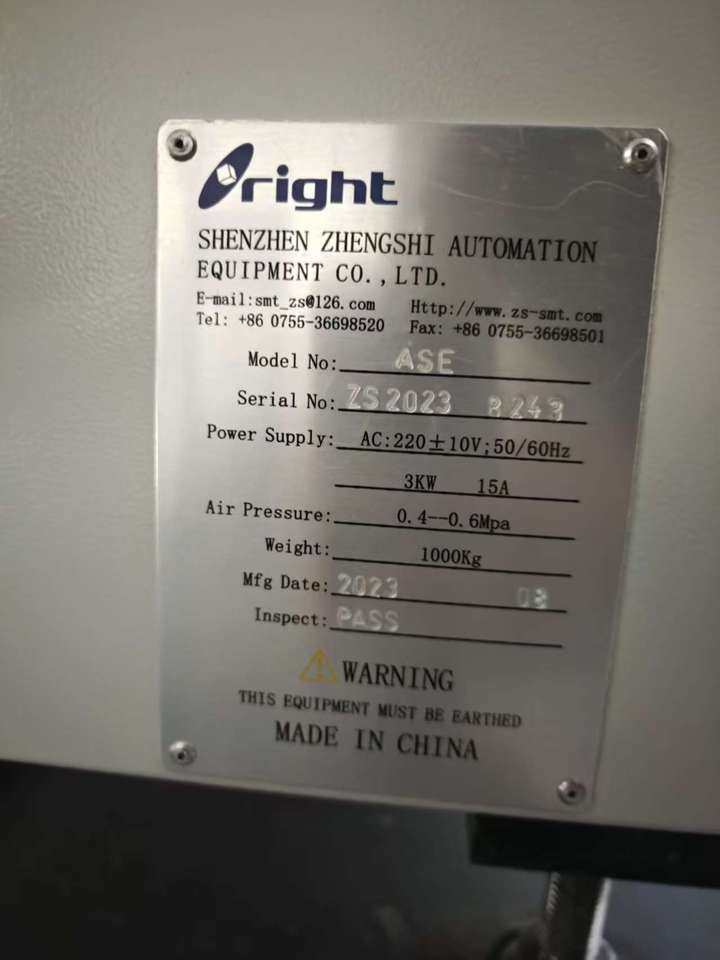 right
SHENZHEN ZHENGSHI AUTOMATION
EQUIPMENT CO.,LTD.
E-mail:smt_zs@126.com Http://www.zs-smt.com
Tel: +86 0755-36698520 Fax: +86 0755-36698501
Model No: ASE
Serial No: ZS2023
Power Supply: AC:220±10V;50/60Hz
3KW 15A
Air Pressure: 0.4--0.6Mpa
Weight: 1000Kg
Mfg Date: 2023 08
Inspect: PASS
WARNING
THIS EQUIPMENT MUST BE EARTHED
MADE IN CHINA